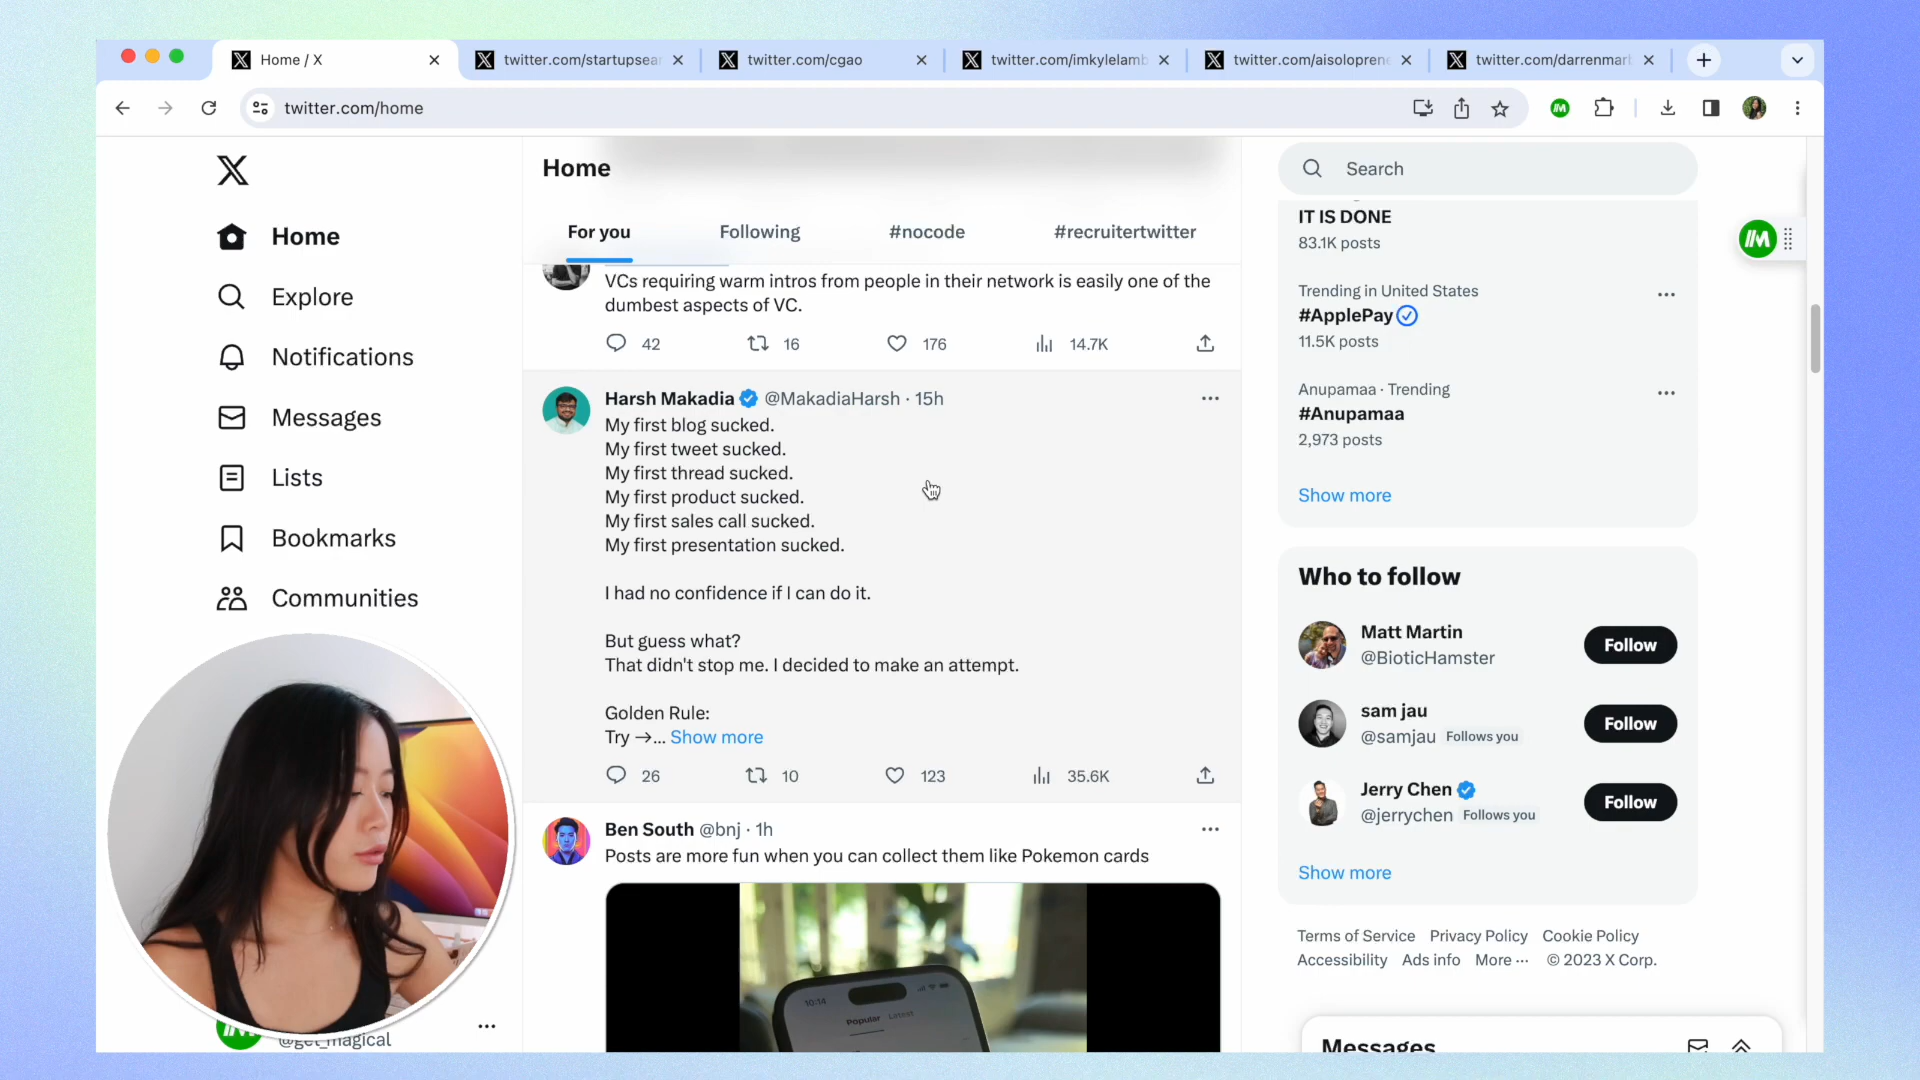 Home / X
twitter.com/startupsear
twitter.com/cgao
twitter.com/imkylelamb
twitter.com/aisoloprene
twitter.com/darrenmar
twitter.com/home
Home
Explore
Notifications
Messages
Lists
Bookmarks
Communities
@get_magical
Home
For you
Following
#nocode
#recruitertwitter
VCs requiring warm intros from people in their network is easily one of the
dumbest aspects of VC.
42
16
176
14.7K
Harsh Makadia @MakadiaHarsh · 15h
My first blog sucked.
My first tweet sucked.
My first thread sucked.
My first product sucked.
My first sales call sucked.
My first presentation sucked.
I had no confidence if I can do it.
But guess what?
That didn't stop me. I decided to make an attempt.
Golden Rule:
Try →... Show more
26
10
123
35.6K
Ben South @bnj · 1h
Posts are more fun when you can collect them like Pokemon cards
10:14
Popular Latest
Search
IT IS DONE
83.1K posts
Trending in United States
#ApplePay
11.5K posts
Anupamaa · Trending
#Anupamaa
2,973 posts
Show more
Who to follow
Matt Martin
@BioticHamster
Follow
sam jau
@samjau Follows you
Follow
Jerry Chen
@jerrychen Follows you
Follow
Show more
Terms of Service Privacy Policy Cookie Policy
Accessibility Ads info More ··· © 2023 X Corp.
Messages